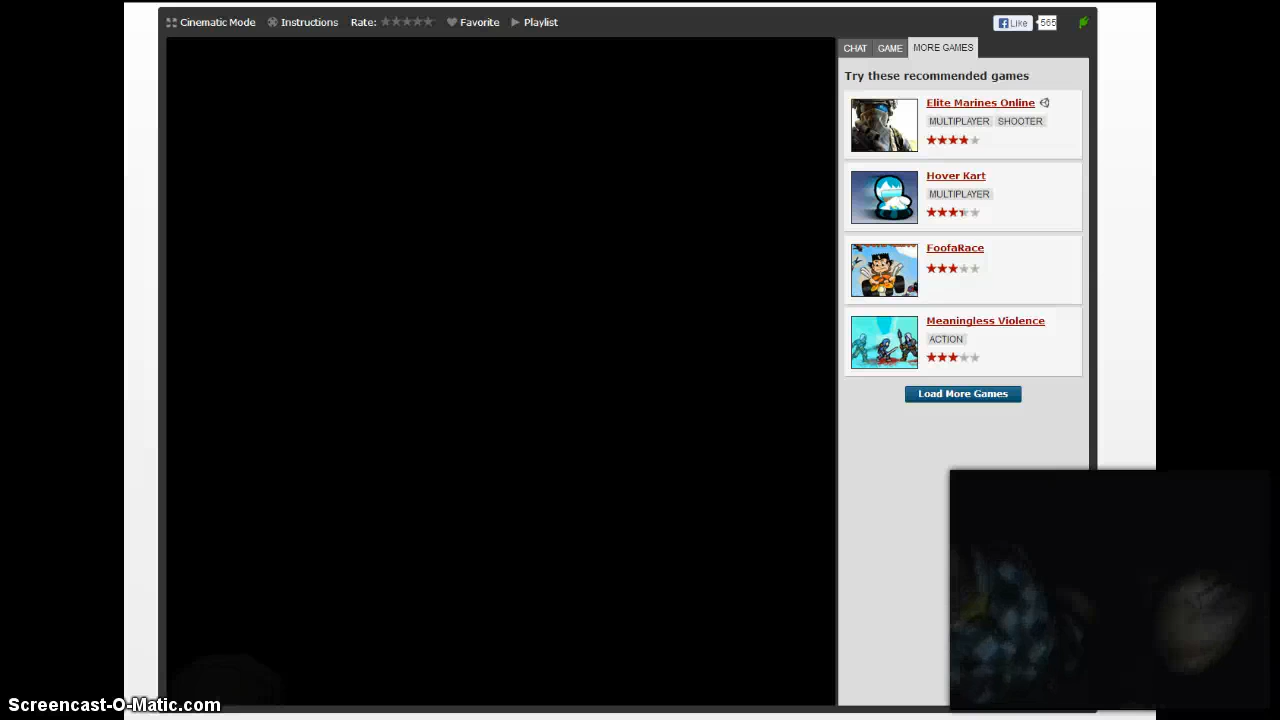 Cinematic Mode Instructions Rate: Favorite Playlist Like 565
CHAT GAME MORE GAMES
Try these recommended games
Elite Marines Online
MULTIPLAYER SHOOTER
Hover Kart
MULTIPLAYER
FoofaRace
Meaningless Violence
ACTION
Load More Games
Screencast-O-Matic.com